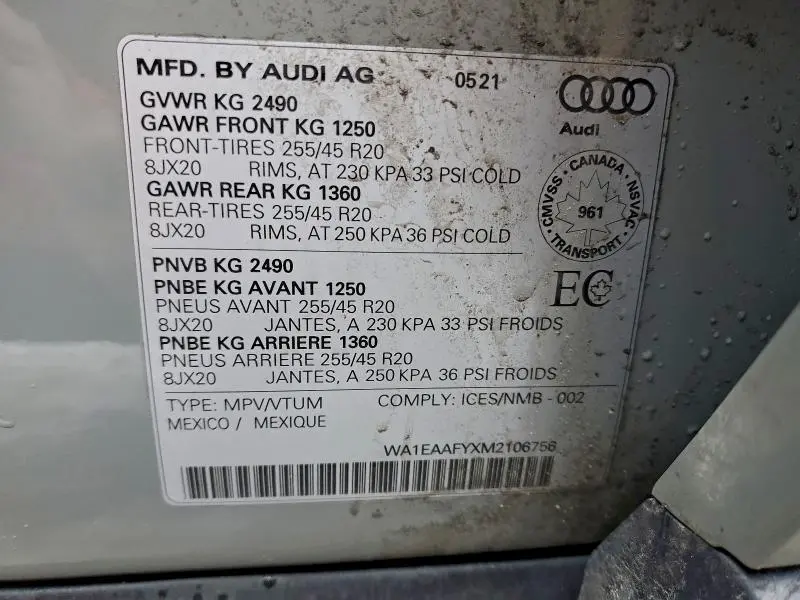 MFD. BY AUDI AG 0521
Audi
GVWR KG 2490
GAWR FRONT KG 1250
FRONT-TIRES 255/45 R20
8JX20 RIMS, AT 230 KPA 33 PSI COLD
GAWR REAR KG 1360
REAR-TIRES 255/45 R20
8JX20 RIMS, AT 250 KPA 36 PSI COLD
CMVSS · CANADA · NSVAC
961
· TRANSPORT ·
PNVB KG 2490
PNBE KG AVANT 1250
PNEUS AVANT 255/45 R20
8JX20 JANTES, A 230 KPA 33 PSI FROIDS
PNBE KG ARRIERE 1360
PNEUS ARRIERE 255/45 R20
8JX20 JANTES, A 250 KPA 36 PSI FROIDS
EC
TYPE: MPV/VTUM COMPLY: ICES/NMB - 002
MEXICO / MEXIQUE
WA1EAAFYXM2106756